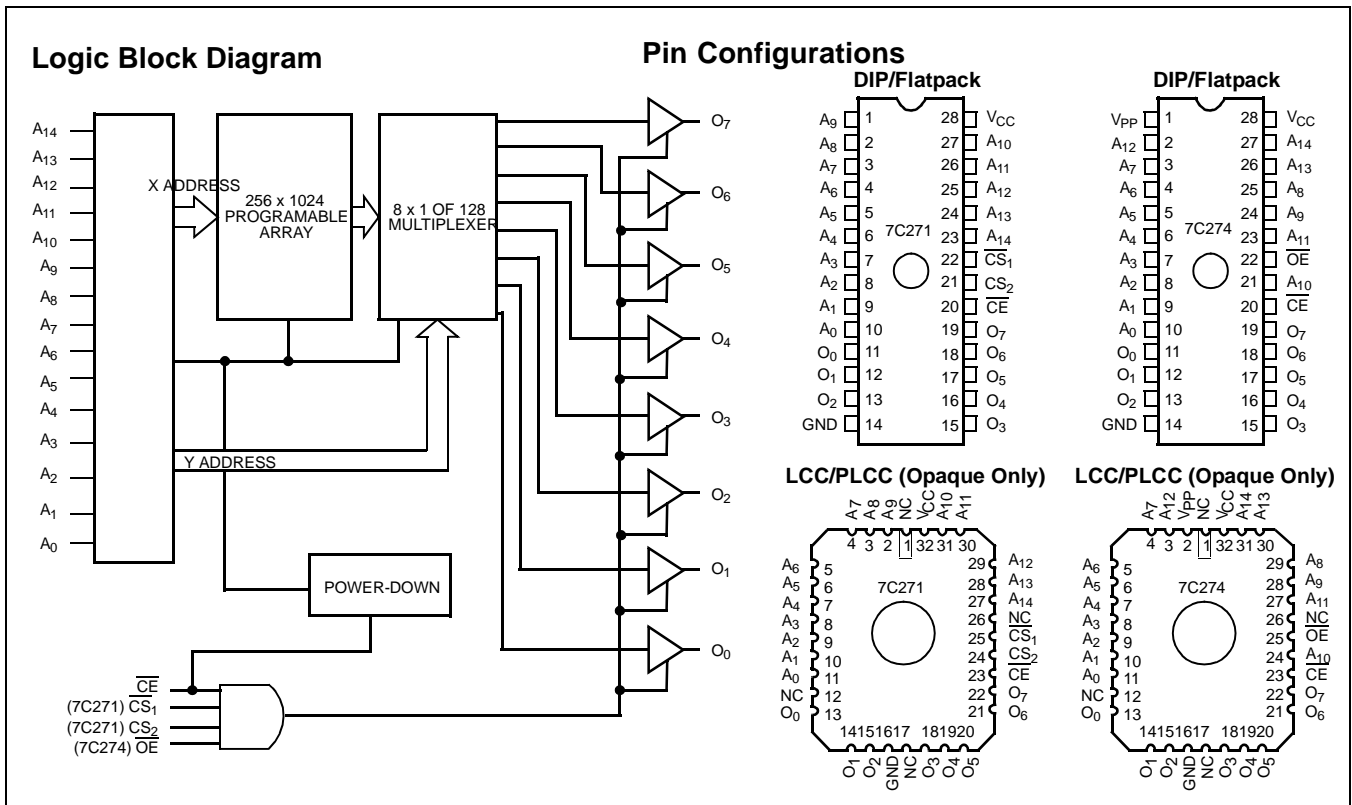 Logic Block Diagram
A14
A13
A12
A11
A10
A9
A8
A7
A6
A5
A4
A3
A2
A1
A0
X ADDRESS
256 x 1024
PROGRAMABLE
ARRAY
8 x 1 OF 128
MULTIPLEXER
Y ADDRESS
POWER-DOWN
CE
(7C271) CS1
(7C271) CS2
(7C274) OE
O7
O6
O5
O4
O3
O2
O1
O0
Pin Configurations
DIP/Flatpack
A9 1 28 VCC
A8 2 27 A10
A7 3 26 A11
A6 4 25 A12
A5 5 24 A13
A4 6 7C271 23 A14
A3 7 22 CS1
A2 8 21 CS2
A1 9 20 CE
A0 10 19 O7
O0 11 18 O6
O1 12 17 O5
O2 13 16 O4
GND 14 15 O3
DIP/Flatpack
VPP 1 28 VCC
A12 2 27 A14
A7 3 26 A13
A6 4 25 A8
A5 5 24 A9
A4 6 7C274 23 A11
A3 7 22 OE
A2 8 21 A10
A1 9 20 CE
A0 10 19 O7
O0 11 18 O6
O1 12 17 O5
O2 13 16 O4
GND 14 15 O3
LCC/PLCC (Opaque Only)
A7 A8 A9 NC VCC A10 A11
4 3 2 1 32 31 30
A6 5 29 A12
A5 6 7C271 28 A13
A4 7 27 A14
A3 8 26 NC
A2 9 25 CS1
A1 10 24 CS2
A0 11 23 CE
NC 12 22 O7
O0 13 21 O6
14 15 16 17 18 19 20
O1 O2 GND NC O3 O4 O5
LCC/PLCC (Opaque Only)
A7 A12 VPP NC VCC A14 A13
4 3 2 1 32 31 30
A6 5 29 A8
A5 6 7C274 28 A9
A4 7 27 A11
A3 8 26 NC
A2 9 25 OE
A1 10 24 A10
A0 11 23 CE
NC 12 22 O7
O0 13 21 O6
14 15 16 17 18 19 20
O1 O2 GND NC O3 O4 O5